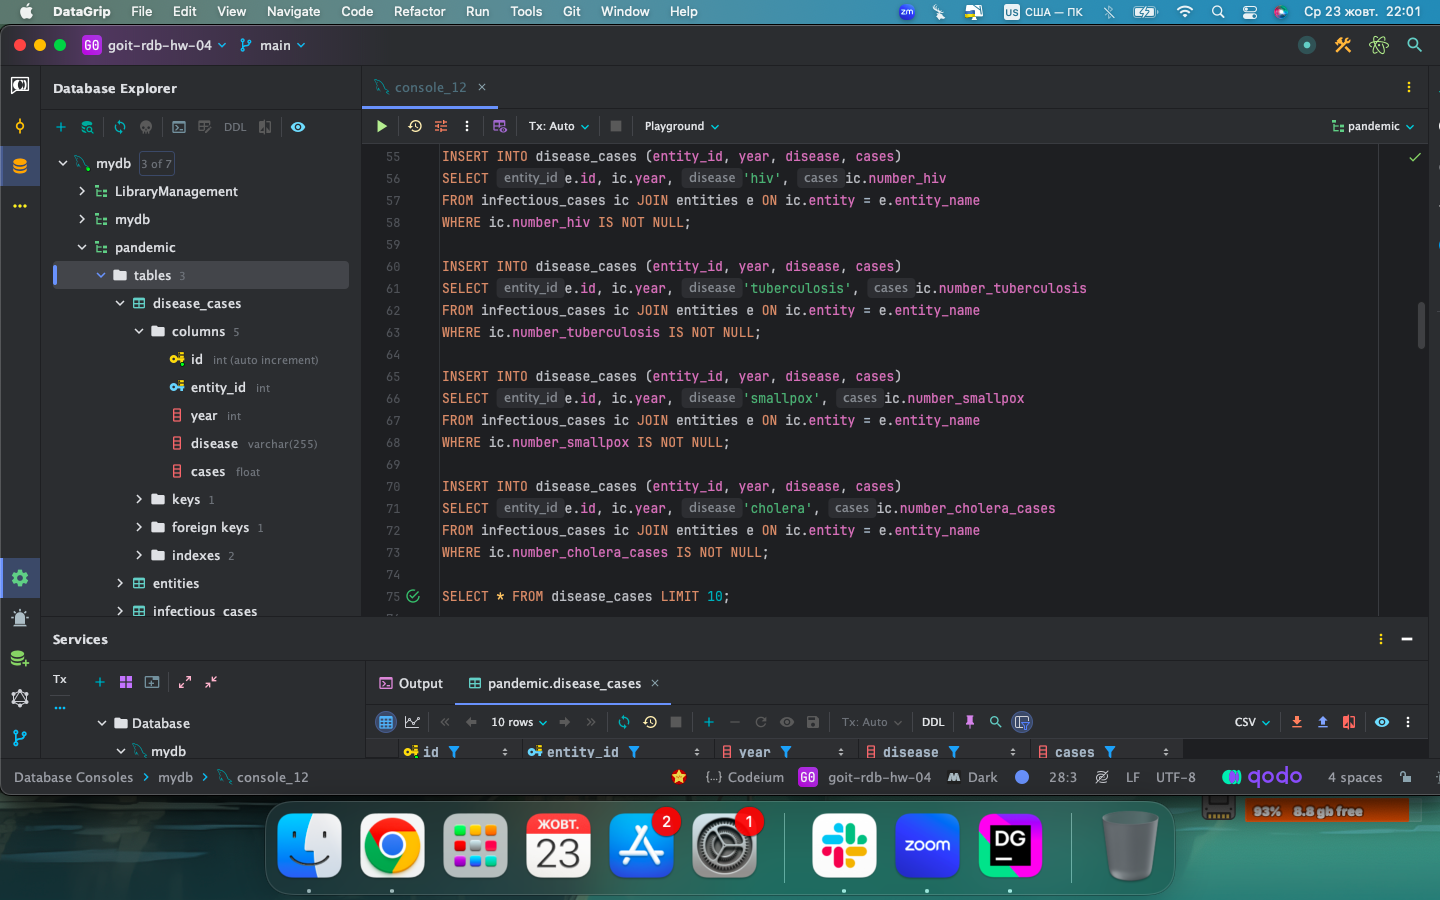 DataGrip File Edit View Navigate Code Refactor Run Tools Git Window Help zm US США — ПК Ср 23 жовт. 22:01
G0 goit-rdb-hw-04 main
Database Explorer
console_12
DDL
Tx: Auto Playground pandemic
mydb 3 of 7
LibraryManagement
mydb
pandemic
tables 3
disease_cases
columns 5
id int (auto increment)
entity_id int
year int
disease varchar(255)
cases float
keys 1
foreign keys 1
indexes 2
entities
infectious_cases
55 INSERT INTO disease_cases (entity_id, year, disease, cases)
56 SELECT entity_id e.id, ic.year, disease 'hiv', cases ic.number_hiv
57 FROM infectious_cases ic JOIN entities e ON ic.entity = e.entity_name
58 WHERE ic.number_hiv IS NOT NULL;
59
60 INSERT INTO disease_cases (entity_id, year, disease, cases)
61 SELECT entity_id e.id, ic.year, disease 'tuberculosis', cases ic.number_tuberculosis
62 FROM infectious_cases ic JOIN entities e ON ic.entity = e.entity_name
63 WHERE ic.number_tuberculosis IS NOT NULL;
64
65 INSERT INTO disease_cases (entity_id, year, disease, cases)
66 SELECT entity_id e.id, ic.year, disease 'smallpox', cases ic.number_smallpox
67 FROM infectious_cases ic JOIN entities e ON ic.entity = e.entity_name
68 WHERE ic.number_smallpox IS NOT NULL;
69
70 INSERT INTO disease_cases (entity_id, year, disease, cases)
71 SELECT entity_id e.id, ic.year, disease 'cholera', cases ic.number_cholera_cases
72 FROM infectious_cases ic JOIN entities e ON ic.entity = e.entity_name
73 WHERE ic.number_cholera_cases IS NOT NULL;
74
75 SELECT * FROM disease_cases LIMIT 10;
Services
Tx
Output pandemic.disease_cases
Database
mydb
10 rows Tx: Auto DDL CSV
id entity_id year disease cases
Database Consoles mydb console_12 {...} Codeium G0 goit-rdb-hw-04 Dark 28:3 LF UTF-8 qodo 4 spaces
93% 8.8 gb free
ЖОВТ.
23
2
1
zoom
DG